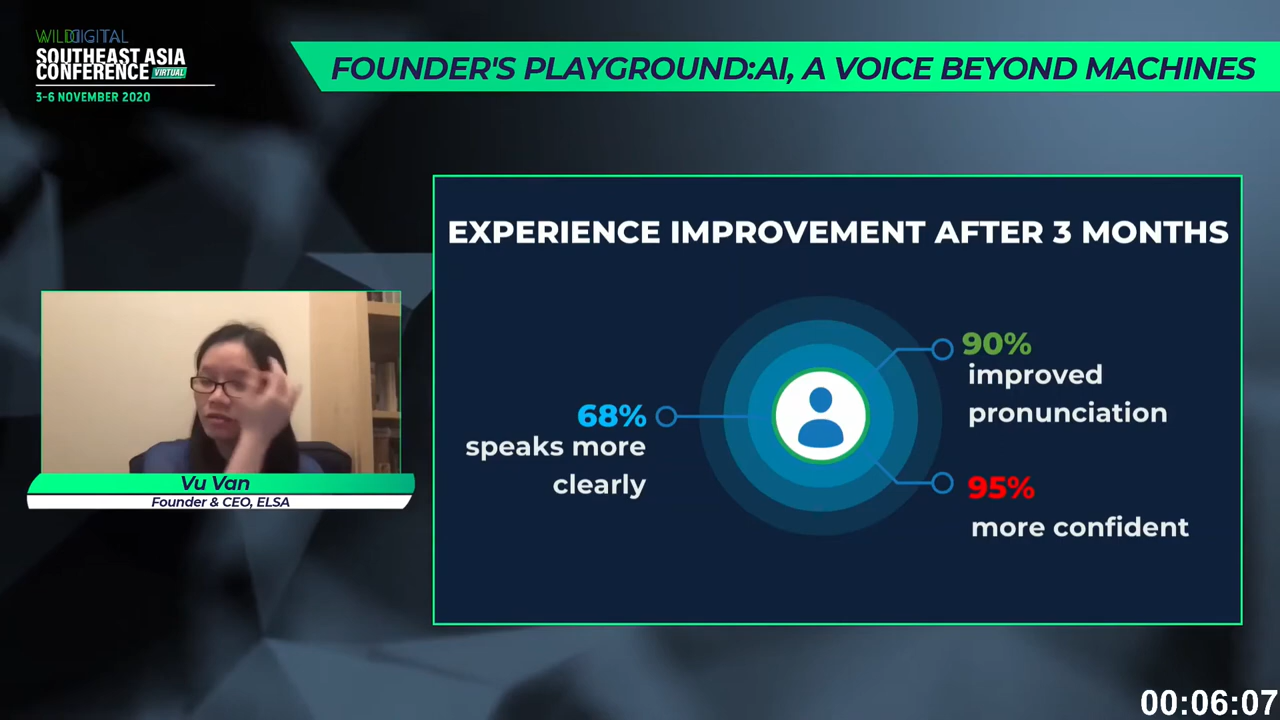 WILDDIGITAL
SOUTHEAST ASIA
CONFERENCE VIRTUAL
3-6 NOVEMBER 2020
FOUNDER'S PLAYGROUND:AI, A VOICE BEYOND MACHINES
EXPERIENCE IMPROVEMENT AFTER 3 MONTHS
90%
improved
pronunciation
68%
speaks more
clearly
95%
more confident
Vu Van
Founder & CEO, ELSA
00:06:07